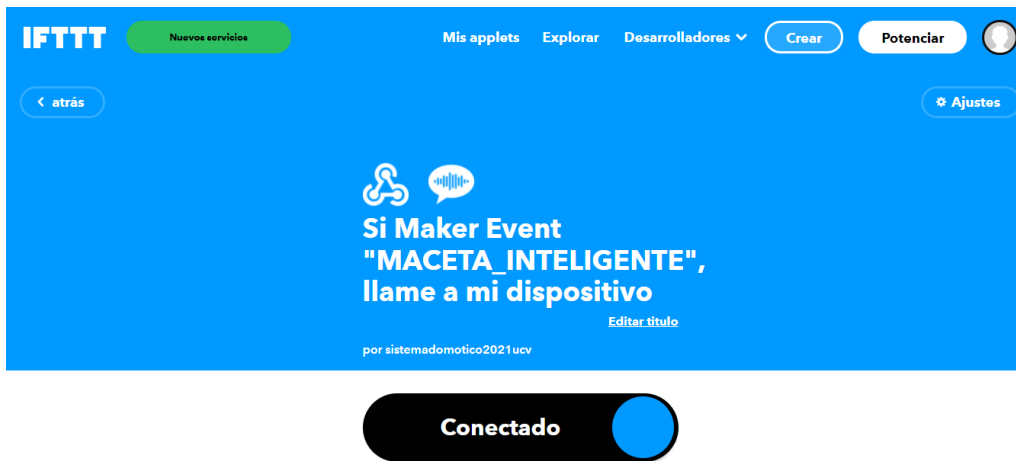 IFTTT
Nuevos servicios
Mis applets
Explorar
Desarrolladores
Crear
Potenciar
atrás
Ajustes
Si Maker Event
"MACETA_INTELIGENTE",
llame a mi dispositivo
Editar titulo
por sistemadomotico2021ucv
Conectado